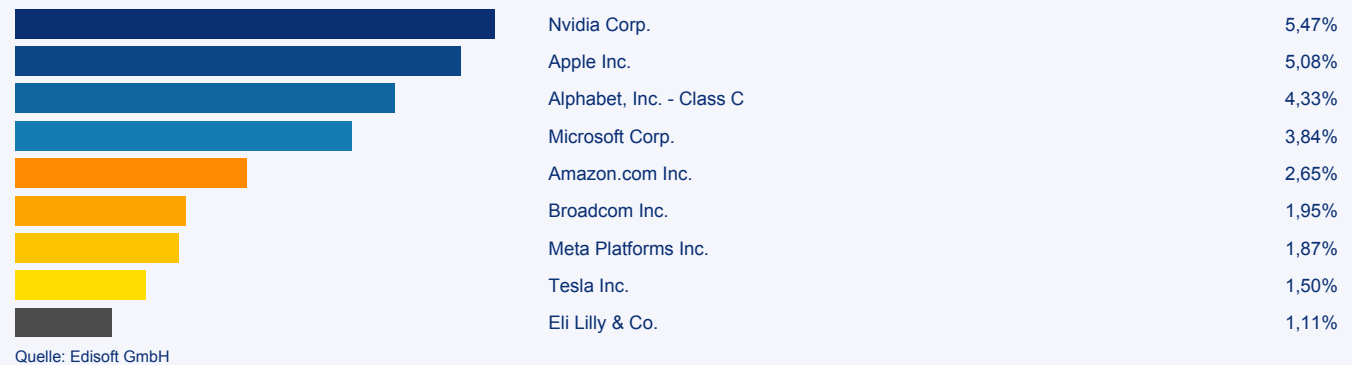 Nvidia Corp. 5,47%
Apple Inc. 5,08%
Alphabet, Inc. - Class C 4,33%
Microsoft Corp. 3,84%
Amazon.com Inc. 2,65%
Broadcom Inc. 1,95%
Meta Platforms Inc. 1,87%
Tesla Inc. 1,50%
Eli Lilly & Co. 1,11%
Quelle: Edisoft GmbH